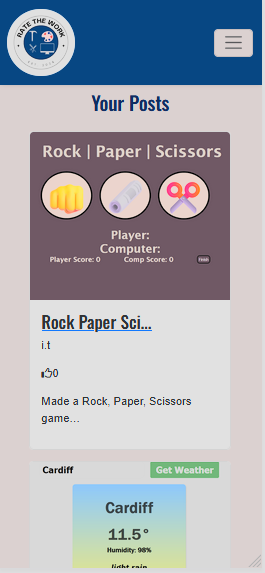 RATE THE WORK
Your Posts
Rock | Paper | Scissors
Player:
Computer:
Player Score: 0 Comp Score: 0
Rock Paper Sci...
i.t
0
Made a Rock, Paper, Scissors
game...
Cardiff Get Weather
Cardiff
11.5°
Humidity: 98%
light rain